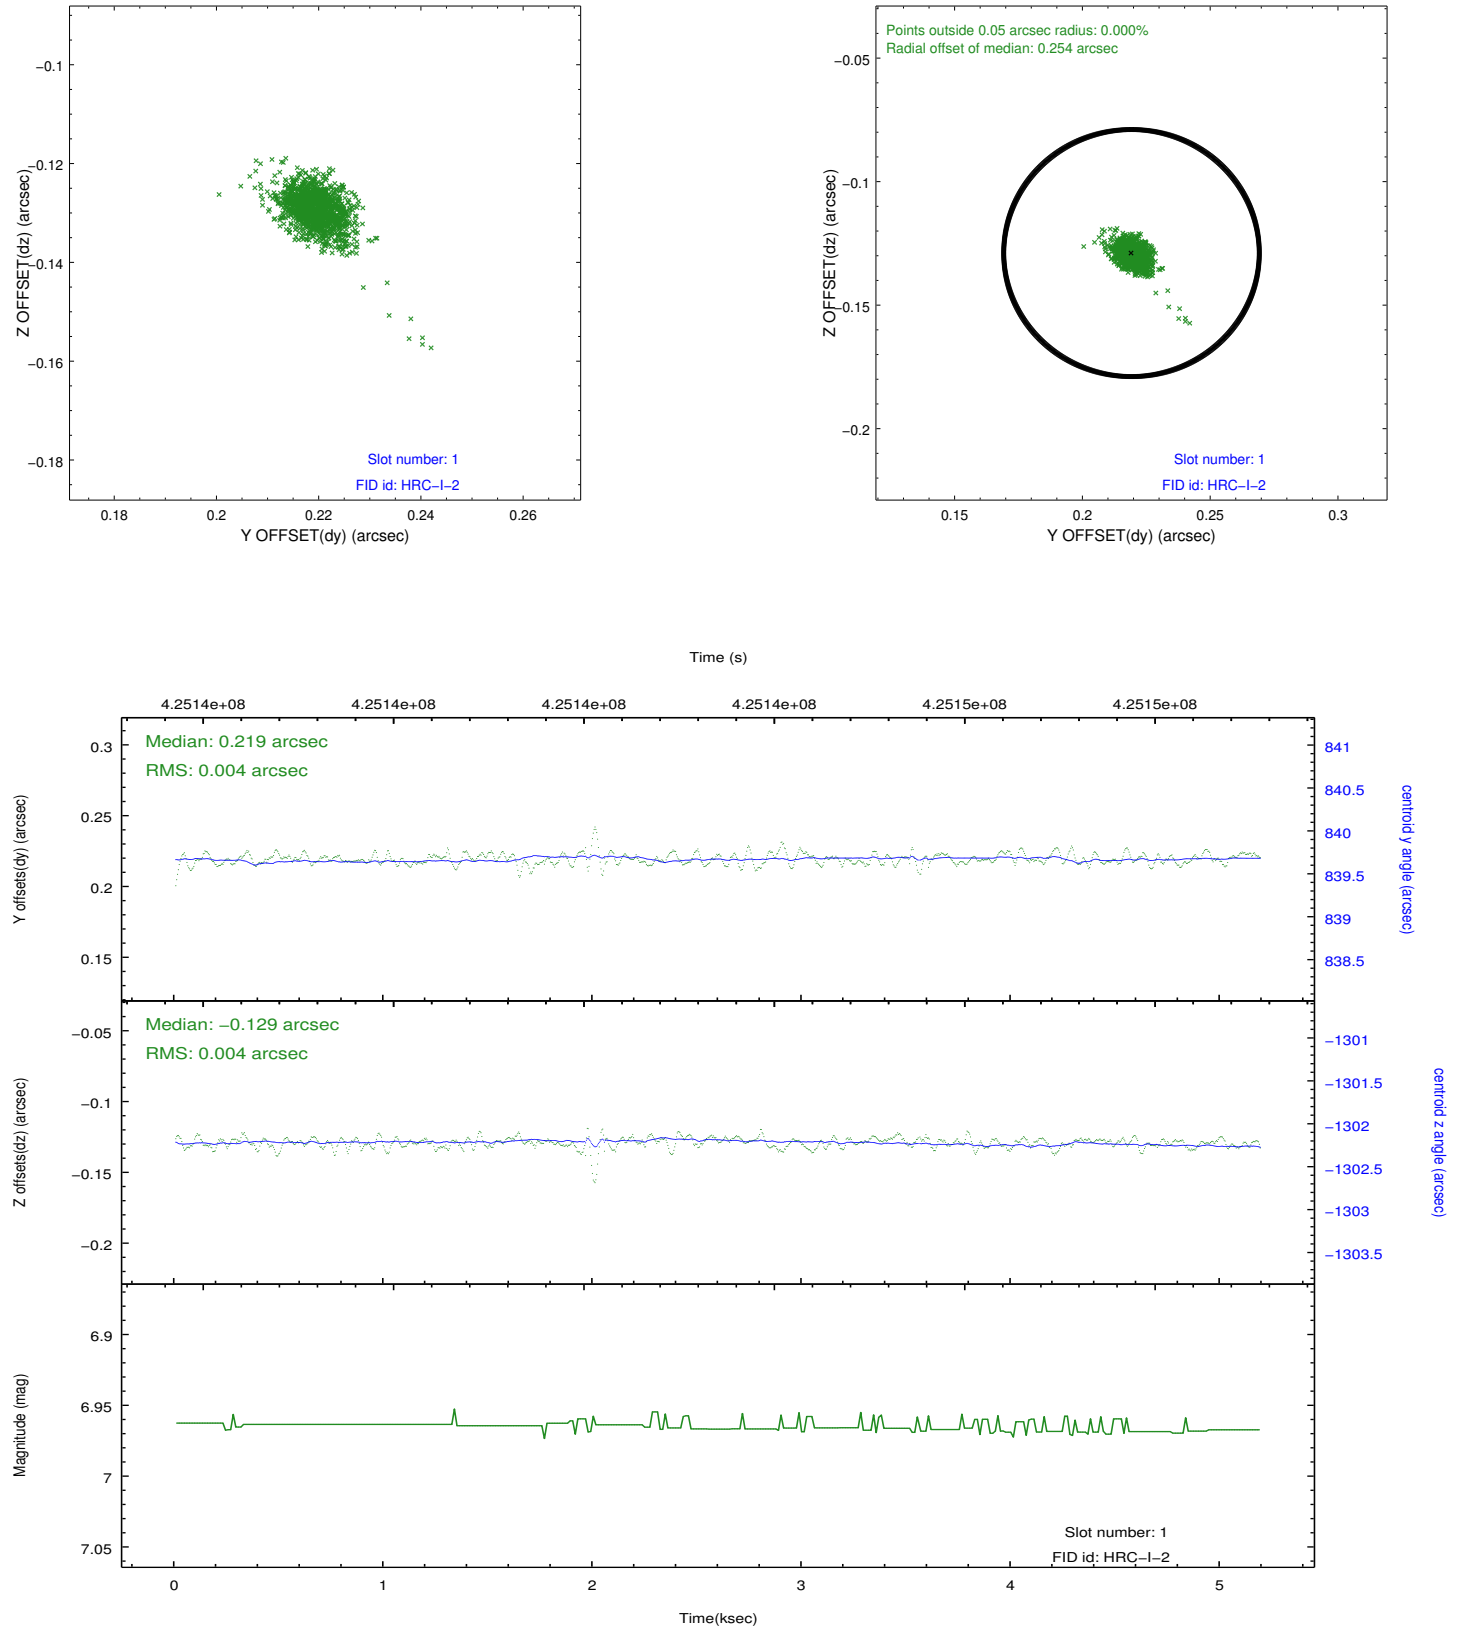 −0.1
−0.12
−0.14
−0.16
−0.18
Z OFFSET(dz) (arcsec)
Slot number: 1
FID id: HRC−I−2
0.18 0.2 0.22 0.24 0.26
Y OFFSET(dy) (arcsec)
Points outside 0.05 arcsec radius: 0.000%
Radial offset of median: 0.254 arcsec
−0.05
−0.1
−0.15
−0.2
Z OFFSET(dz) (arcsec)
Slot number: 1
FID id: HRC−I−2
0.15 0.2 0.25 0.3
Y OFFSET(dy) (arcsec)
Time (s)
4.2514e+08 4.2514e+08 4.2514e+08 4.2514e+08 4.2515e+08 4.2515e+08
Median: 0.219 arcsec
RMS: 0.004 arcsec
0.3
0.25
0.2
0.15
Y offsets(dy) (arcsec)
841
840.5
840
839.5
839
838.5
centroid y angle (arcsec)
Median: −0.129 arcsec
RMS: 0.004 arcsec
−0.05
−0.1
−0.15
−0.2
Z offsets(dz) (arcsec)
−1301
−1301.5
−1302
−1302.5
−1303
−1303.5
centroid z angle (arcsec)
6.9
6.95
7
7.05
Magnitude (mag)
Slot number: 1
FID id: HRC−I−2
0 1 2 3 4 5
Time(ksec)